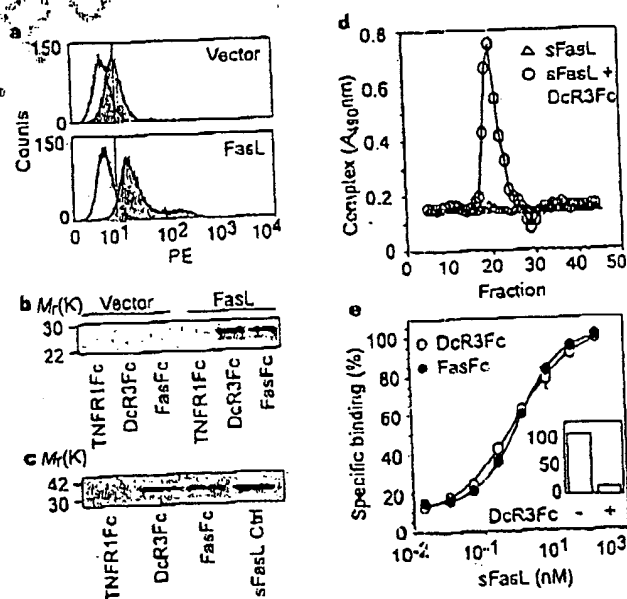 a
150
Vector
0
Counts
150
FasL
0
0 10¹ 10² 10³ 10⁴
PE
b Mr(K) Vector FasL
30
22
TNFR1Fc
DcR3Fc
FasFc
TNFR1Fc
DcR3Fc
FasFc
c Mr(K)
42
30
TNFR1Fc
DcR3Fc
FasFc
sFasL Ctrl
d
0.8
0.6
0.4
0.2
0
Complex (A490nm)
△ sFasL
○ sFasL +
DcR3Fc
0 10 20 30 40 50
Fraction
e
100
80
60
40
20
0
Specific binding (%)
○ DcR3Fc
● FasFc
100
50
0
DcR3Fc - +
10⁻² 10⁻¹ 10¹ 10³
sFasL (nM)